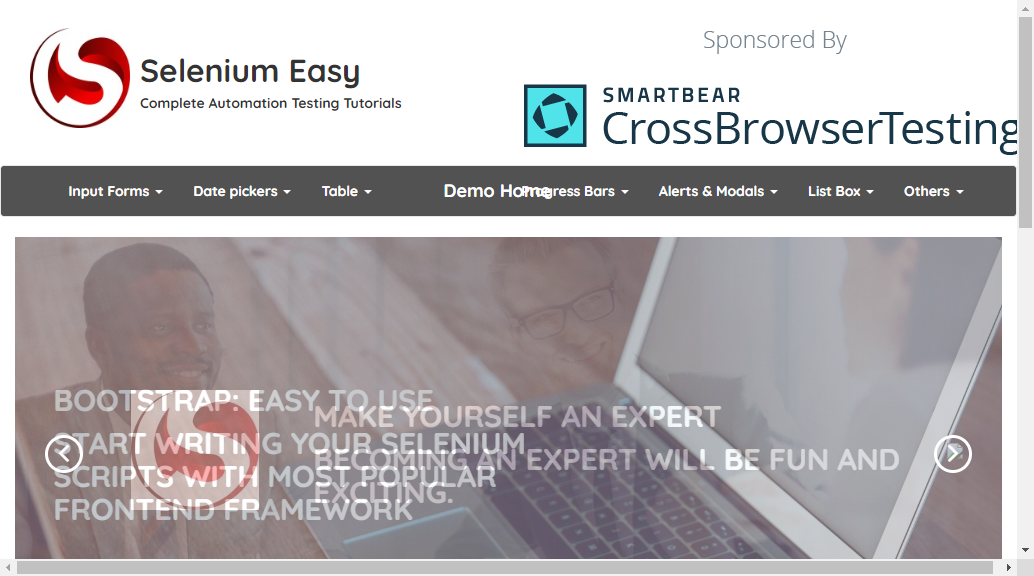 Sponsored By
Selenium Easy
Complete Automation Testing Tutorials
SMARTBEAR
CrossBrowserTesting
Input Forms Date pickers Table Demo Home Progress Bars Alerts & Modals List Box Others
BOOTSTRAP: EASY TO USE
START WRITING YOUR SELENIUM
SCRIPTS WITH MOST POPULAR
FRONTEND FRAMEWORK
MAKE YOURSELF AN EXPERT
BECOMING AN EXPERT WILL BE FUN AND
EXCITING.